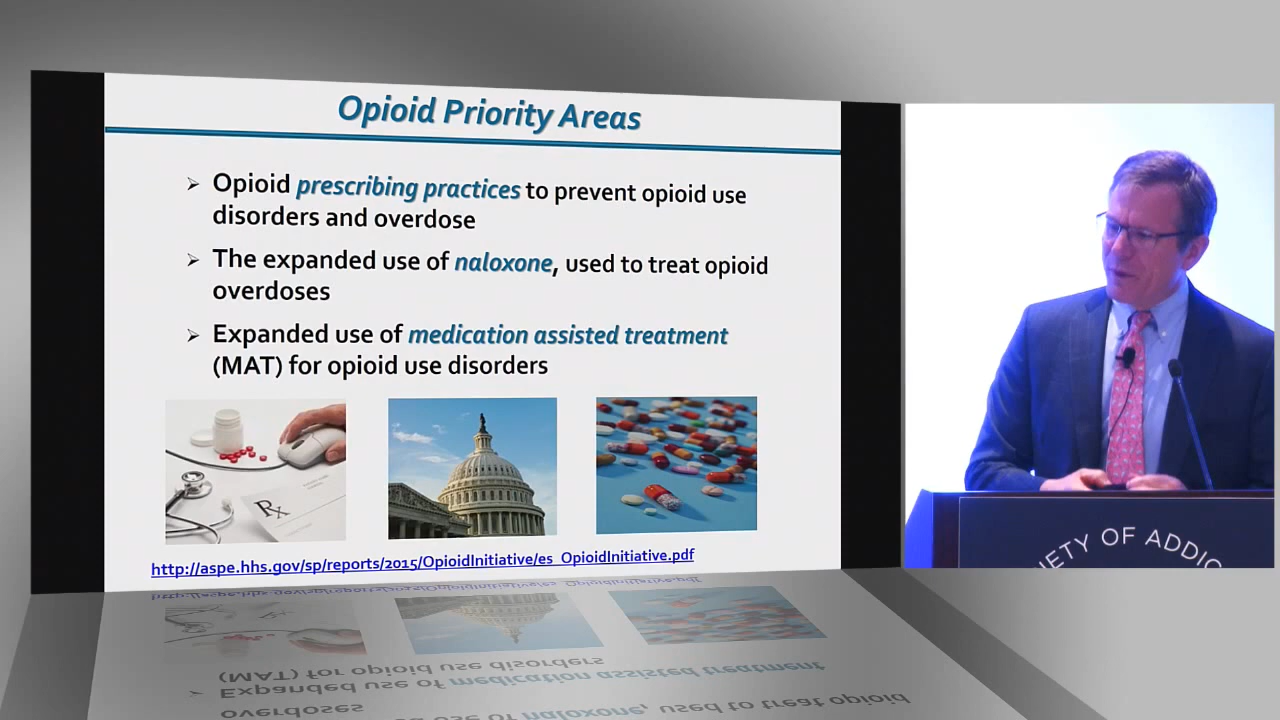 Opioid Priority Areas
➢ Opioid prescribing practices to prevent opioid use
disorders and overdose
➢ The expanded use of naloxone, used to treat opioid
overdoses
➢ Expanded use of medication assisted treatment
(MAT) for opioid use disorders
Rx
http://aspe.hhs.gov/sp/reports/2015/OpioidInitiative/es_OpioidInitiative.pdf
IETY OF ADDIC